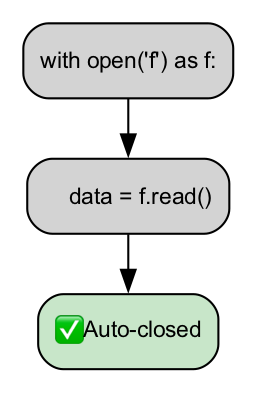 with open('f') as f:
data = f.read()
✅Auto-closed